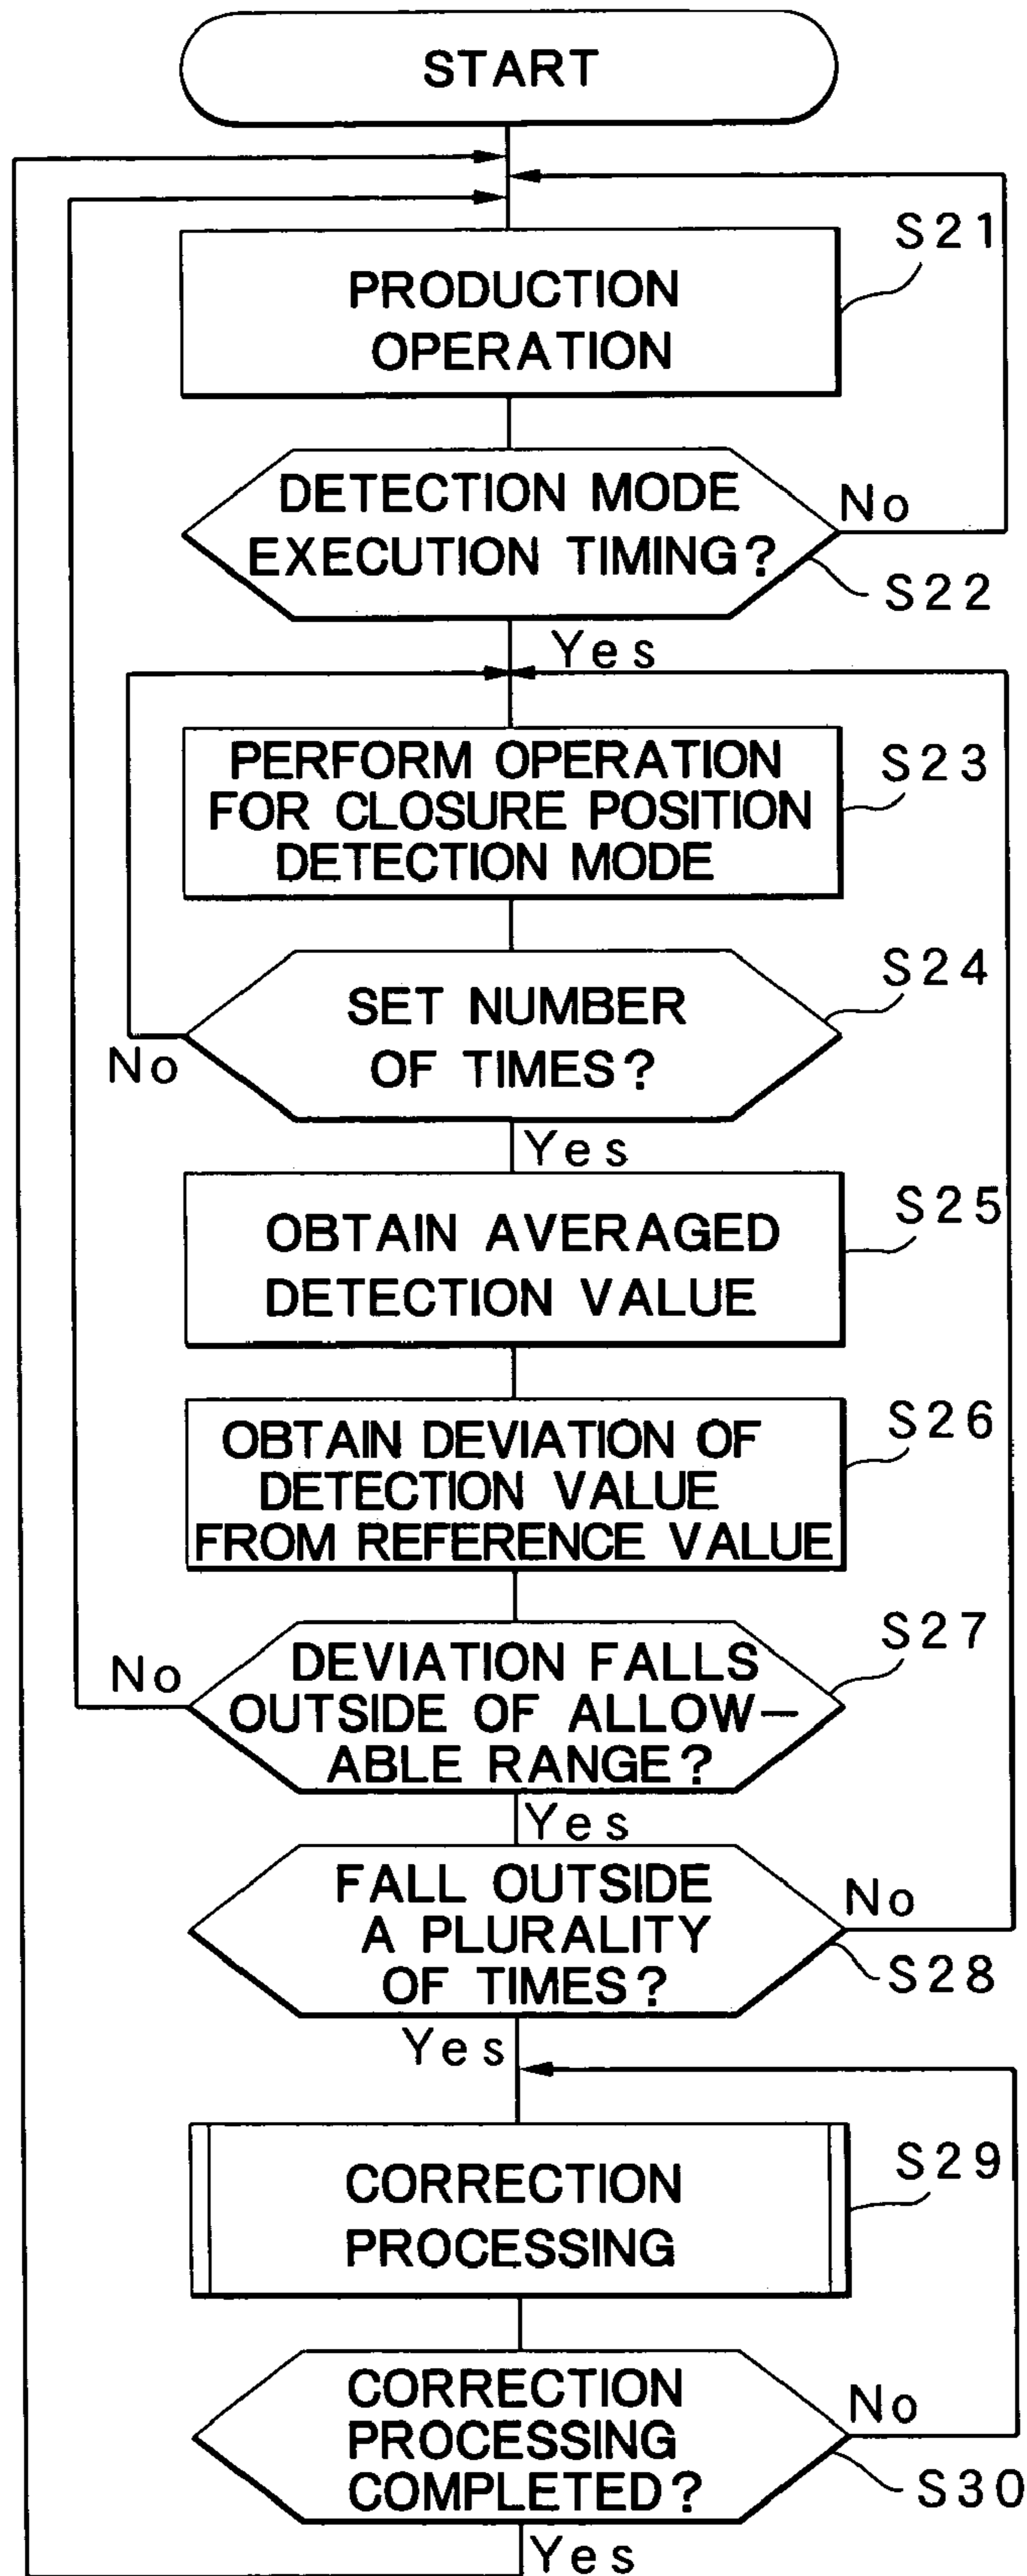 START
S21
PRODUCTION
OPERATION
DETECTION MODE
No
EXECUTION TIMING?
S22
Yes
PERFORM OPERATION
S23
FOR CLOSURE POSITION
DETECTION MODE
S24
SET NUMBER
OF TIMES?
No
Yes
S25
OBTAIN AVERAGED
DETECTION VALUE
S26
OBTAIN DEVIATION OF
DETECTION VALUE
FROM REFERENCE VALUE
S27
No
DEVIATION FALLS
OUTSIDE OF ALLOW-
ABLE RANGE?
Yes
FALL OUTSIDE
No
A PLURALITY
OF TIMES?
S28
Yes
S29
CORRECTION
PROCESSING
CORRECTION
No
PROCESSING
COMPLETED?
S30
Yes